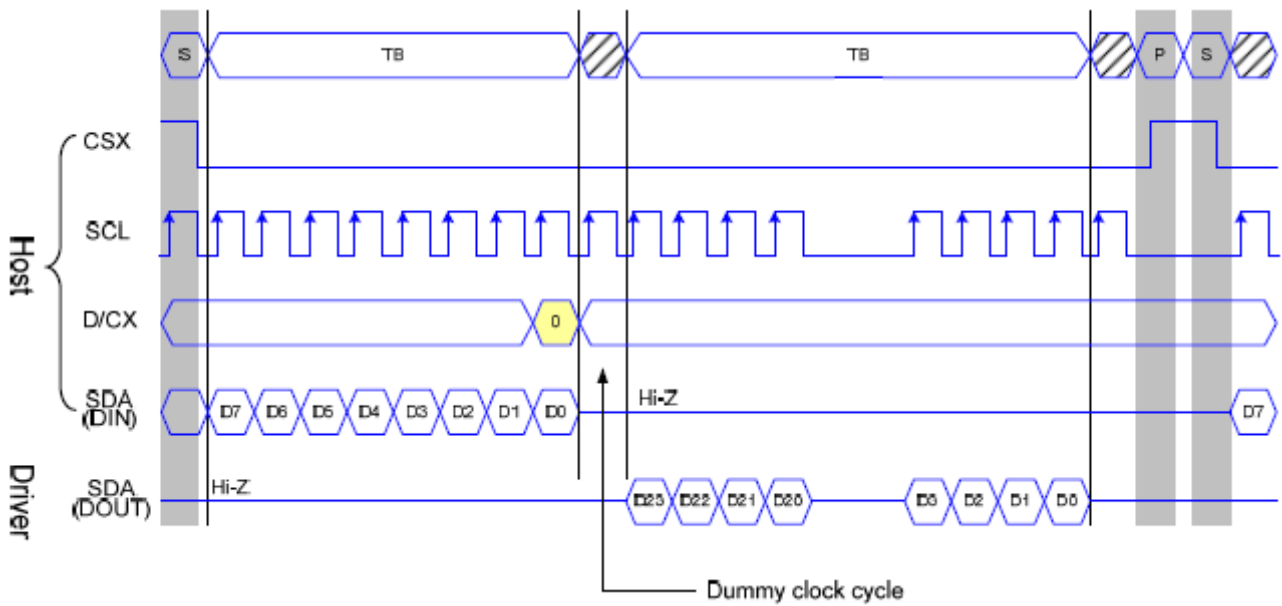 S TB TB P S
CSX
SCL
D/CX 0
SDA
(DIN) D7 D6 D5 D4 D3 D2 D1 D0 Hi-Z D7
SDA
(DOUT) Hi-Z D23 D22 D21 D20 D3 D2 D1 D0
Host
Driver
Dummy clock cycle